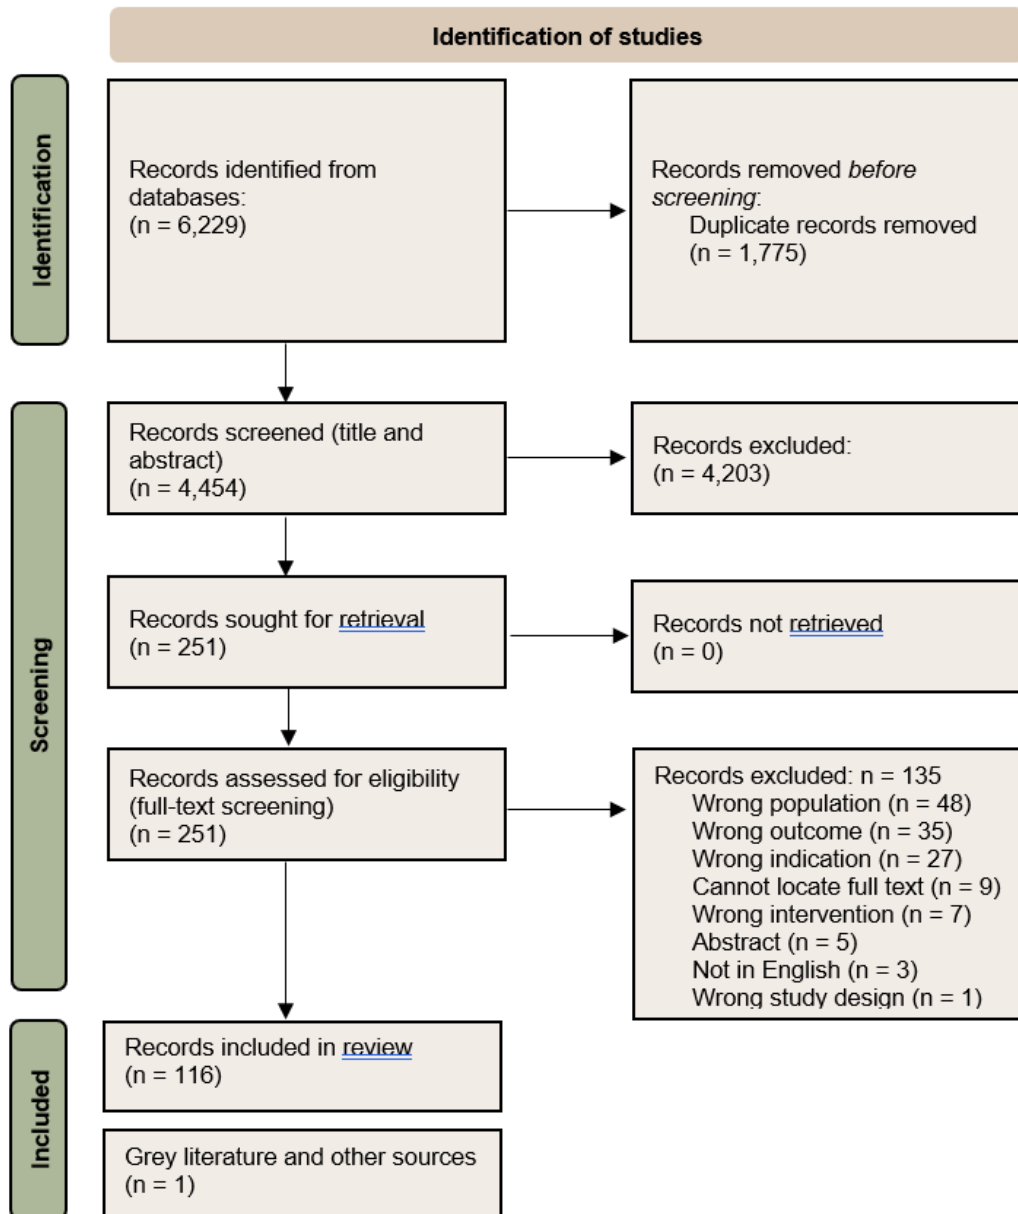 Identification of studies
Identification
Records identified from
databases:
(n = 6,229)
Records removed before
screening:
Duplicate records removed
(n = 1,775)
Screening
Records screened (title and
abstract)
(n = 4,454)
Records excluded:
(n = 4,203)
Records sought for retrieval
(n = 251)
Records not retrieved
(n = 0)
Records assessed for eligibility
(full-text screening)
(n = 251)
Records excluded: n = 135
Wrong population (n = 48)
Wrong outcome (n = 35)
Wrong indication (n = 27)
Cannot locate full text (n = 9)
Wrong intervention (n = 7)
Abstract (n = 5)
Not in English (n = 3)
Wrong study design (n = 1)
Included
Records included in review
(n = 116)
Grey literature and other sources
(n = 1)